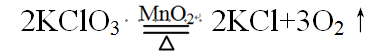 2KClO₃ MnO₂ 2KCl+3O₂ ↑
△